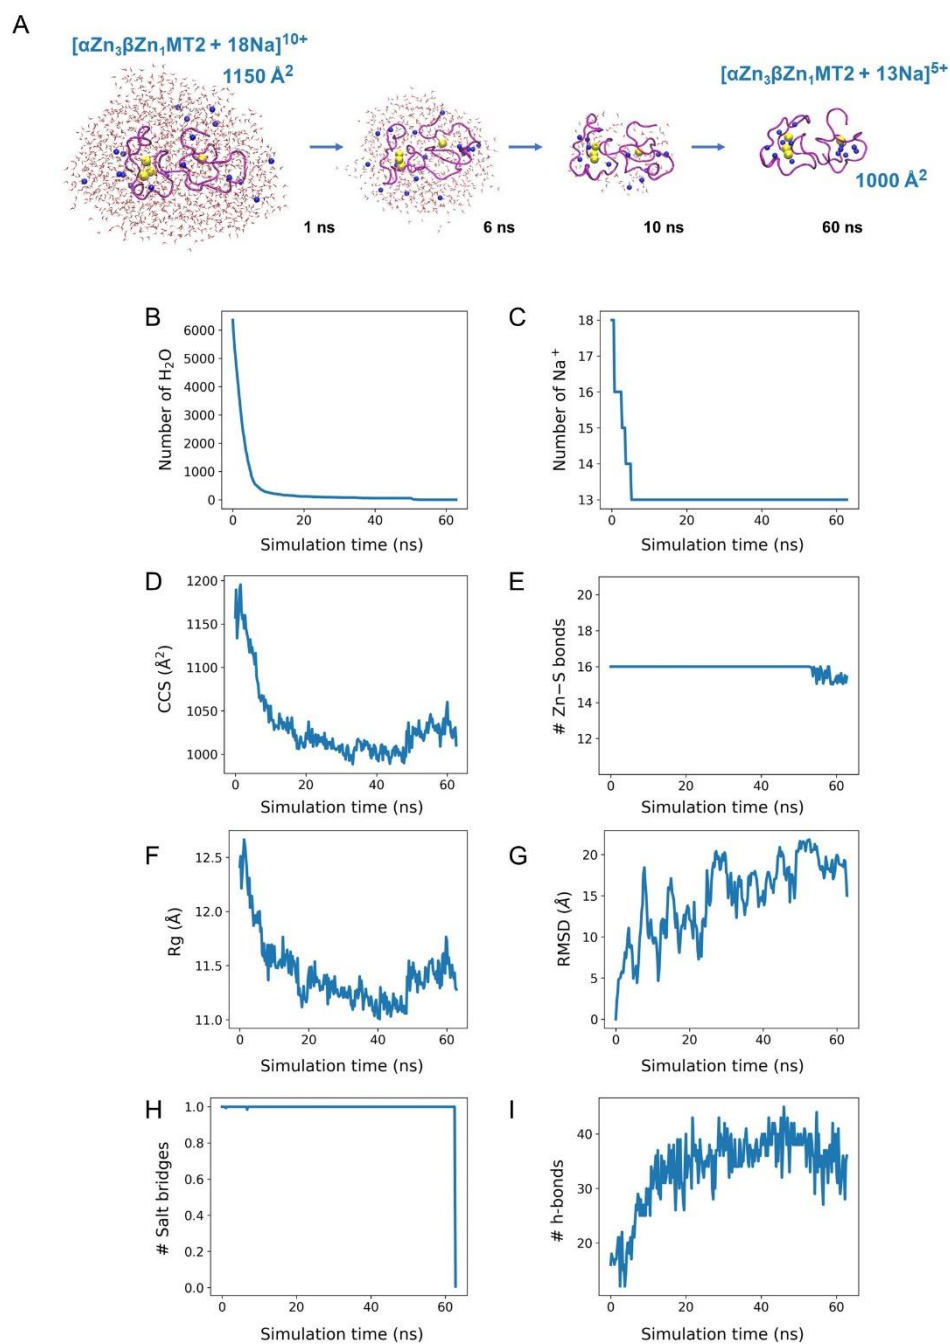 A
[αZn₃βZn₁MT2 + 18Na]¹⁰⁺
1150 Å²
[αZn₃βZn₁MT2 + 13Na]⁵⁺
1000 Å²
1 ns
6 ns
10 ns
60 ns
B
Number of H₂O
6000
5000
4000
3000
2000
1000
0
0
20
40
60
Simulation time (ns)
C
Number of Na⁺
18
17
16
15
14
13
0
20
40
60
Simulation time (ns)
D
CCS (Å²)
1200
1150
1100
1050
1000
0
20
40
60
Simulation time (ns)
E
# Zn−S bonds
20
18
16
14
12
0
20
40
60
Simulation time (ns)
F
Rg (Å)
12.5
12.0
11.5
11.0
0
20
40
60
Simulation time (ns)
G
RMSD (Å)
20
15
10
5
0
0
20
40
60
Simulation time (ns)
H
# Salt bridges
1.0
0.8
0.6
0.4
0.2
0.0
0
20
40
60
Simulation time (ns)
I
# h-bonds
40
30
20
0
20
40
60
Simulation time (ns)